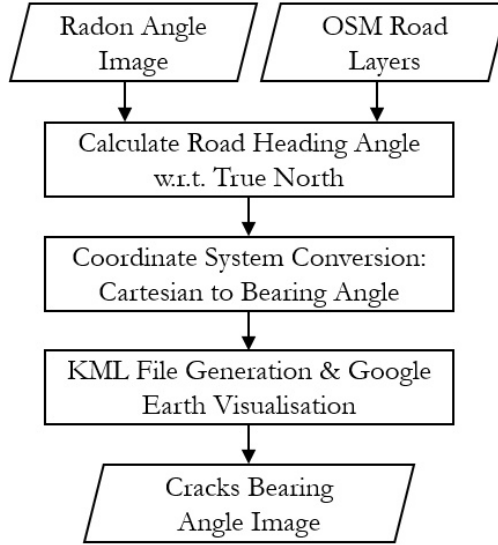 Radon Angle
Image
OSM Road
Layers
Calculate Road Heading Angle
w.r.t. True North
Coordinate System Conversion:
Cartesian to Bearing Angle
KML File Generation & Google
Earth Visualisation
Cracks Bearing
Angle Image